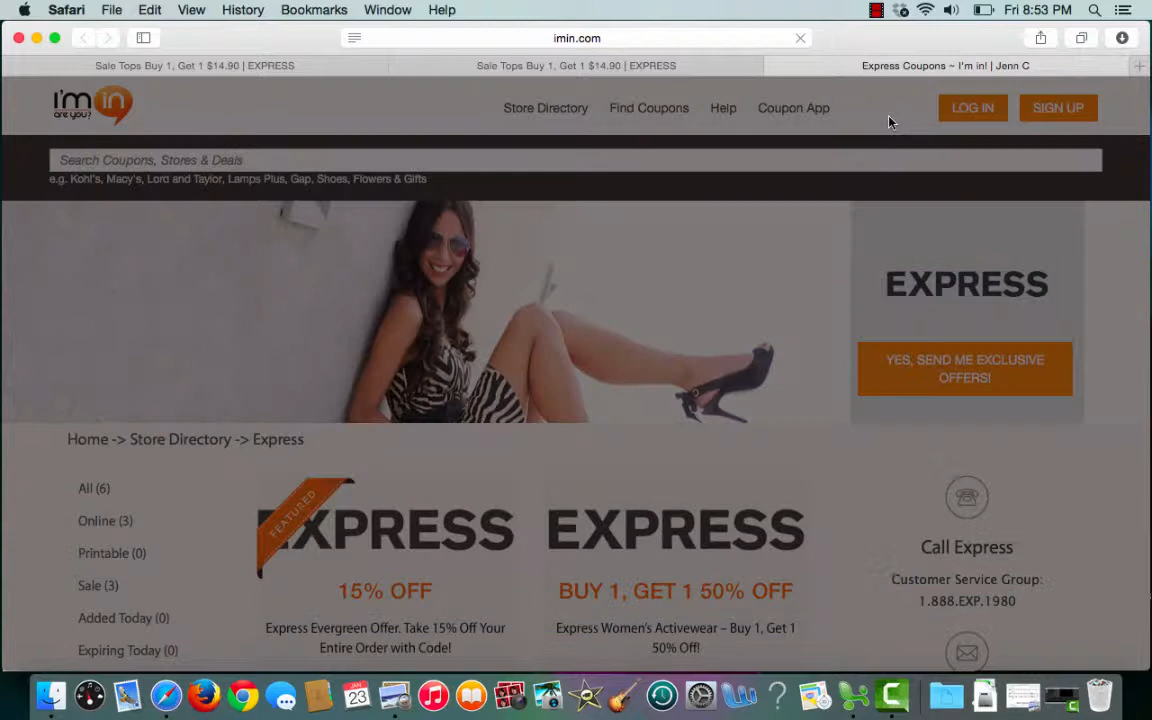 Safari File Edit View History Bookmarks Window Help Fri 8:53 PM
imin.com
Sale Tops Buy 1, Get 1 $14.90 | EXPRESS Sale Tops Buy 1, Get 1 $14.90 | EXPRESS Express Coupons ~ I'm in! | Jenn C
I'm in are you? Store Directory Find Coupons Help Coupon App LOG IN SIGN UP
Search Coupons, Stores & Deals
e.g. Kohl's, Macy's, Lord and Taylor, Lamps Plus, Gap, Shoes, Flowers & Gifts
EXPRESS
YES, SEND ME EXCLUSIVE
OFFERS!
Home -> Store Directory -> Express
All (6)
Online (3)
Printable (0)
Sale (3)
Added Today (0)
Expiring Today (0)
FEATURED
EXPRESS
15% OFF
Express Evergreen Offer. Take 15% Off Your
Entire Order with Code!
EXPRESS
BUY 1, GET 1 50% OFF
Express Women's Activewear – Buy 1, Get 1
50% Off!
Call Express
Customer Service Group:
1.888.EXP.1980
JAN
23